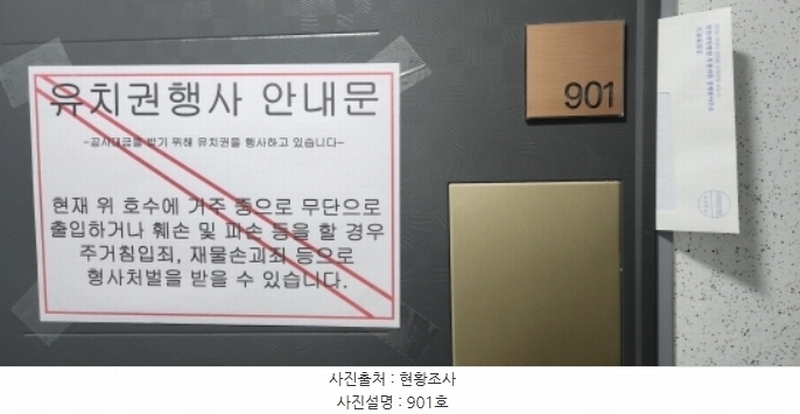 유치권행사 안내문
-공사대금을 받기 위해 유치권을 행사하고 있습니다-
현재 위 호수에 거주 중으로 무단으로
출입하거나 훼손 및 파손 등을 할 경우
주거침입죄, 재물손괴죄 등으로
형사처벌을 받을 수 있습니다.
901
사진출처 : 현황조사
사진설명 : 901호